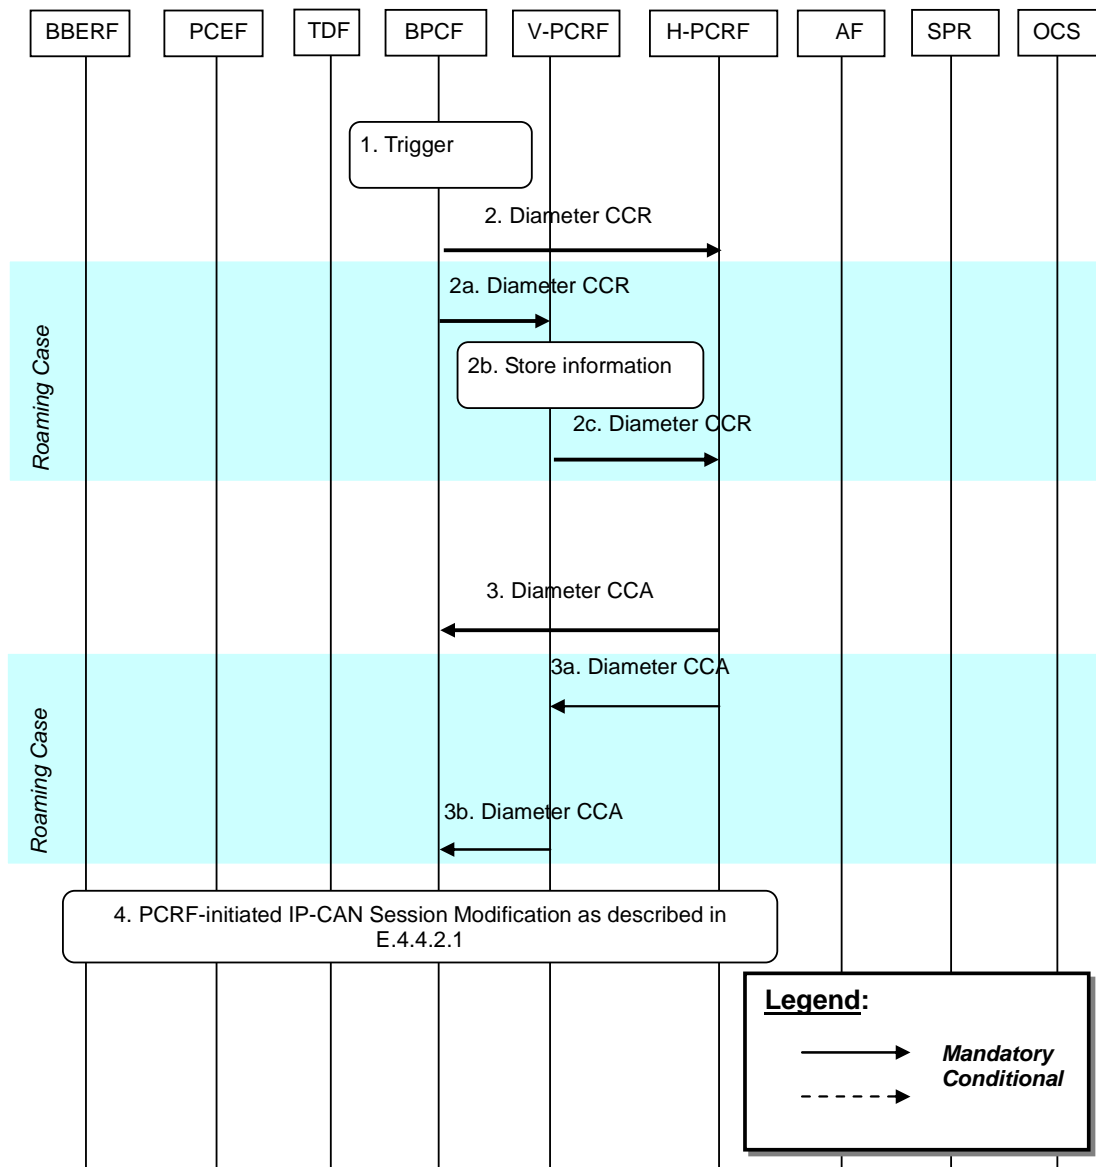 BBERF PCEF TDF BPCF V-PCRF H-PCRF AF SPR OCS
1. Trigger
2. Diameter CCR
Roaming Case
2a. Diameter CCR
2b. Store information
2c. Diameter CCR
3. Diameter CCA
Roaming Case
3a. Diameter CCA
3b. Diameter CCA
4. PCRF-initiated IP-CAN Session Modification as described in
E.4.4.2.1
Legend:
Mandatory
Conditional